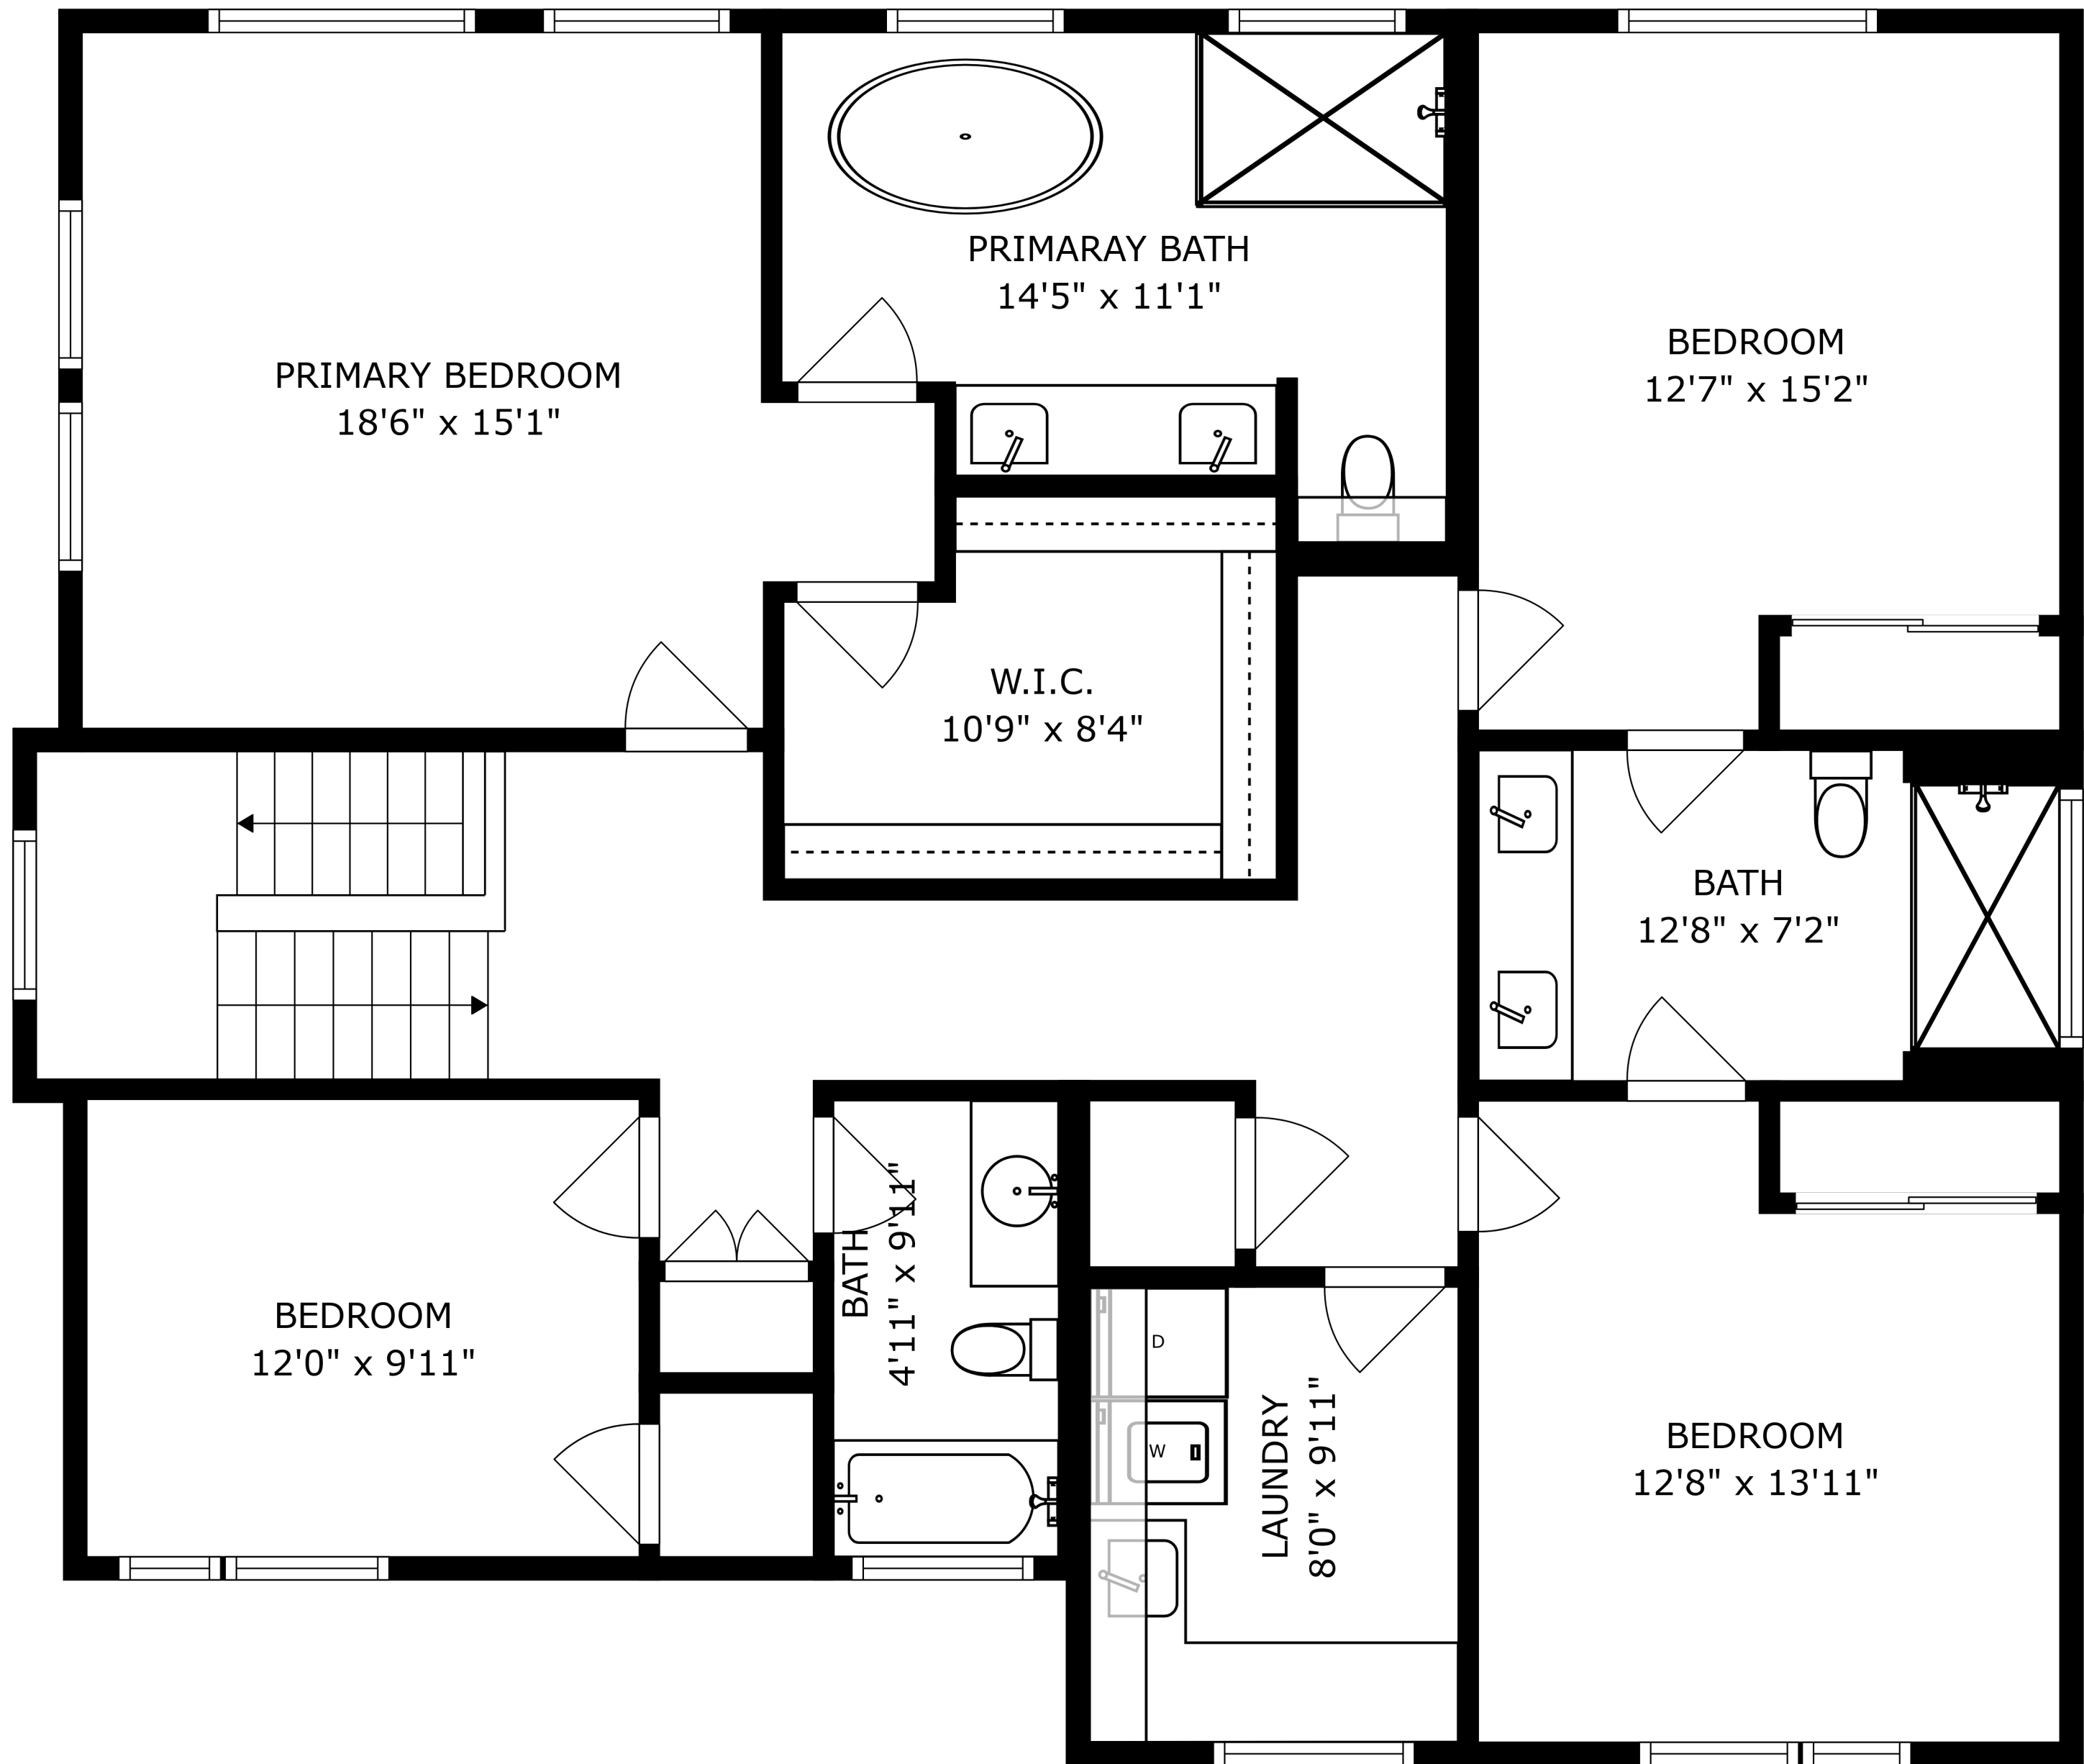 PRIMARAY BATH
14'5" x 11'1"
BEDROOM
12'7" x 15'2"
PRIMARY BEDROOM
18'6" x 15'1"
W.I.C.
10'9" x 8'4"
BATH
12'8" x 7'2"
BATH
4'11" x 9'11"
BEDROOM
12'0" x 9'11"
D
W
LAUNDRY
8'0" x 9'11"
BEDROOM
12'8" x 13'11"